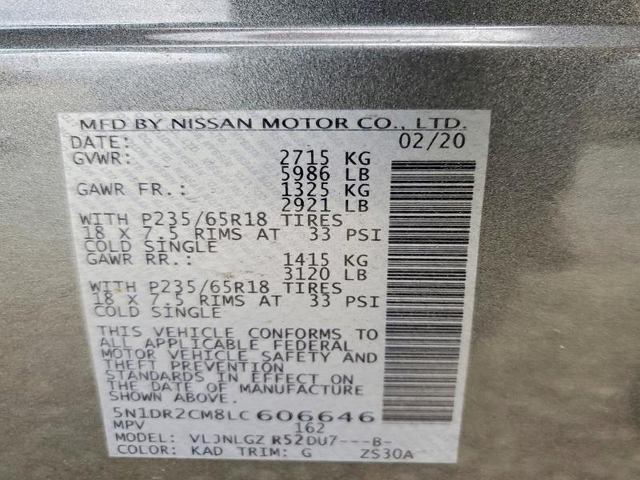 MFD BY NISSAN MOTOR CO., LTD.
DATE: 02/20
GVWR: 2715 KG
5986 LB
GAWR FR.: 1325 KG
2921 LB
WITH P235/65R18 TIRES
18 X 7.5 RIMS AT 33 PSI
COLD SINGLE
GAWR RR.: 1415 KG
3120 LB
WITH P235/65R18 TIRES
18 X 7.5 RIMS AT 33 PSI
COLD SINGLE
THIS VEHICLE CONFORMS TO
ALL APPLICABLE FEDERAL
MOTOR VEHICLE SAFETY AND
THEFT PREVENTION
STANDARDS IN EFFECT ON
THE DATE OF MANUFACTURE
SHOWN ABOVE.
5N1DR2CM8LC606646
MPV 162
MODEL: VLJNLGZ R52DU7---B-
COLOR: KAD TRIM: G ZS30A